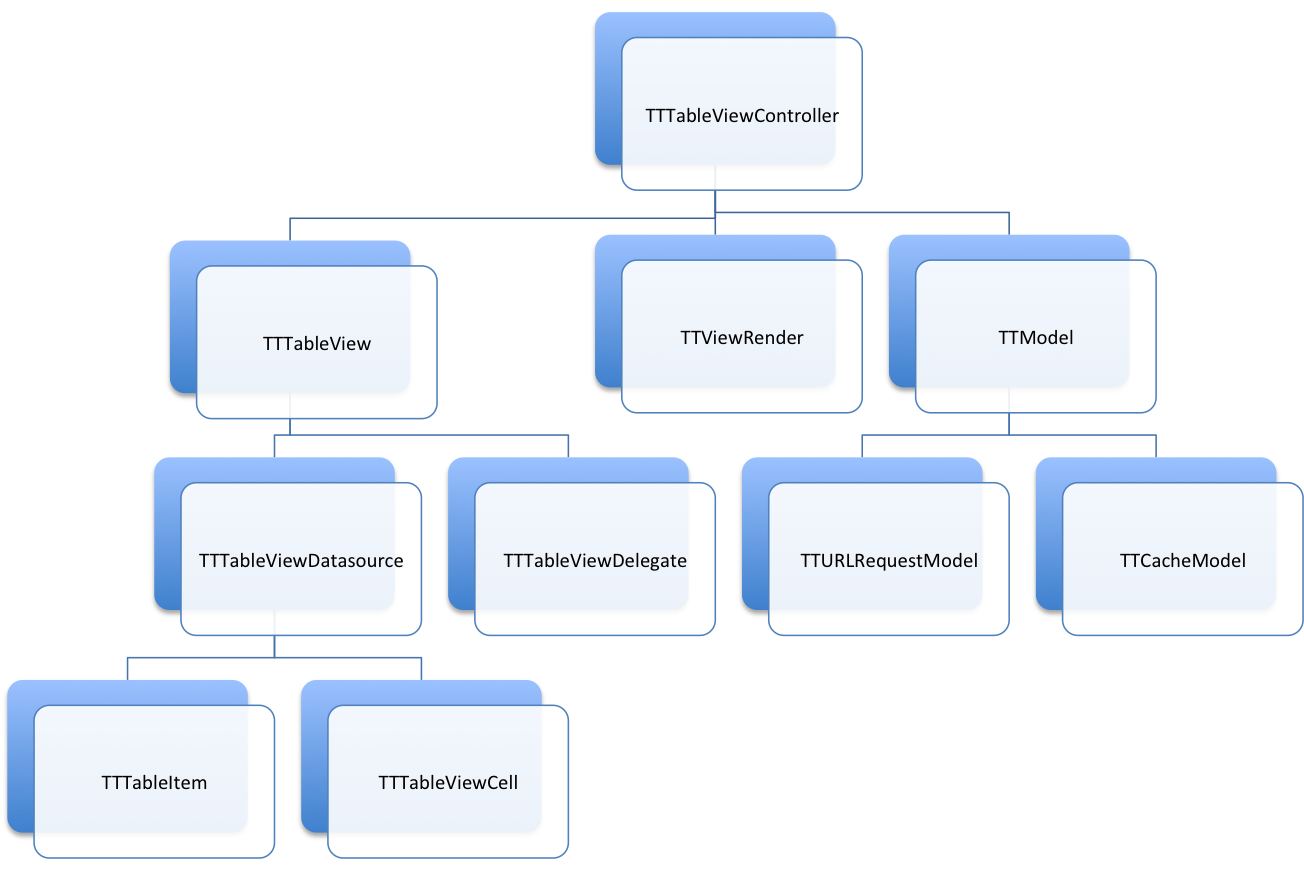 TTTableViewController
TTTableView
TTViewRender
TTModel
TTTableViewDatasource
TTTableViewDelegate
TTURLRequestModel
TTCacheModel
TTTableItem
TTTableViewCell